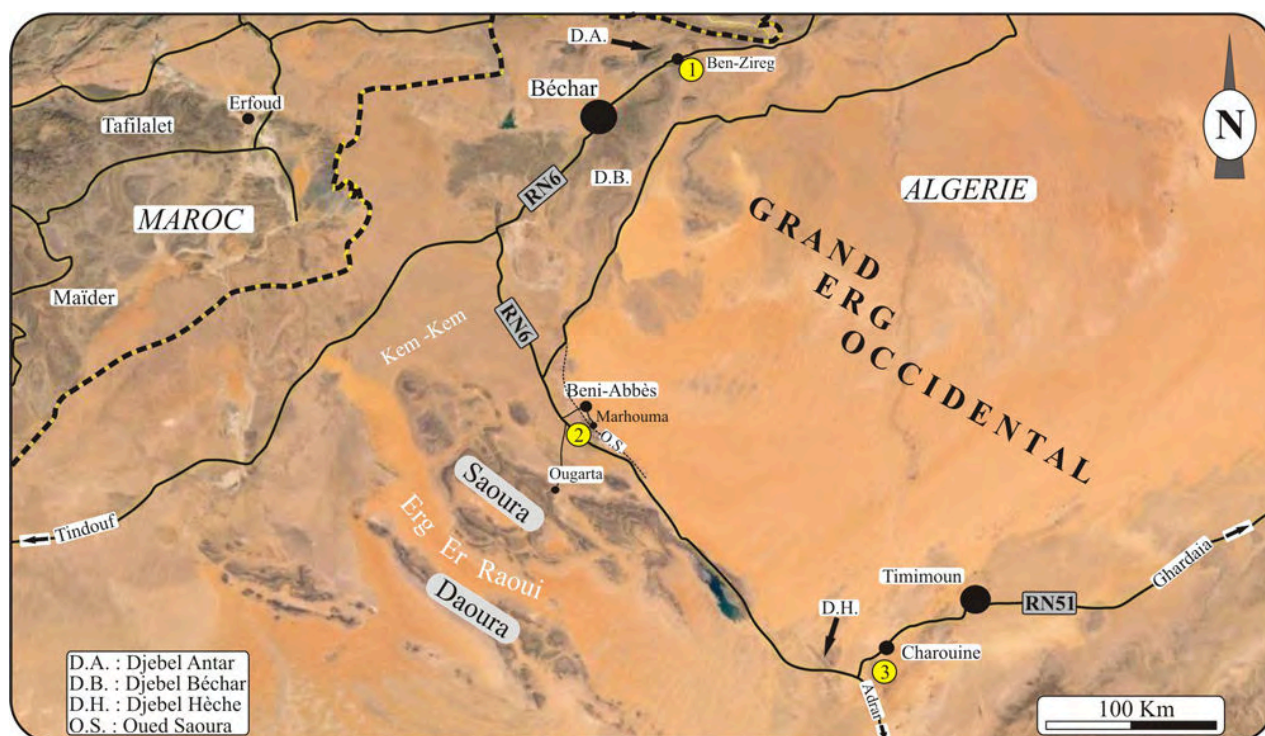 D.A.
1
Ben-Zireg
Béchar
N
Erfoud
Tafilalet
RN6
D.B.
ALGERIE
MAROC
GRAND
ERG
OCCIDENTAL
Maïder
RN6
Kem -Kem
Beni-Abbès
Marhouma
2
O.S.
Ougarta
Saoura
Tindouf
Erg Er Raoui
Daoura
Timimoun
RN51
Ghardaia
D.H.
Charouine
3
Adrar
D.A. : Djebel Antar
D.B. : Djebel Béchar
D.H. : Djebel Hèche
O.S. : Oued Saoura
100 Km